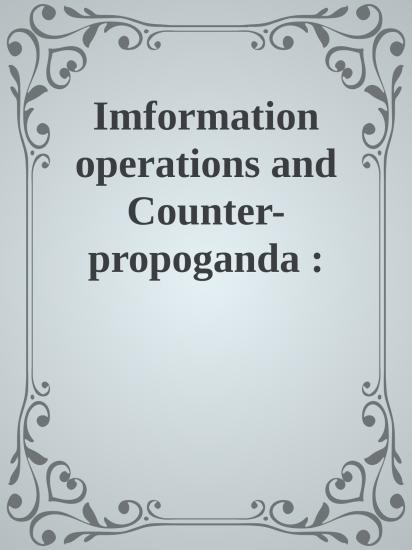 Imformation
operations and
Counter-
propoganda :